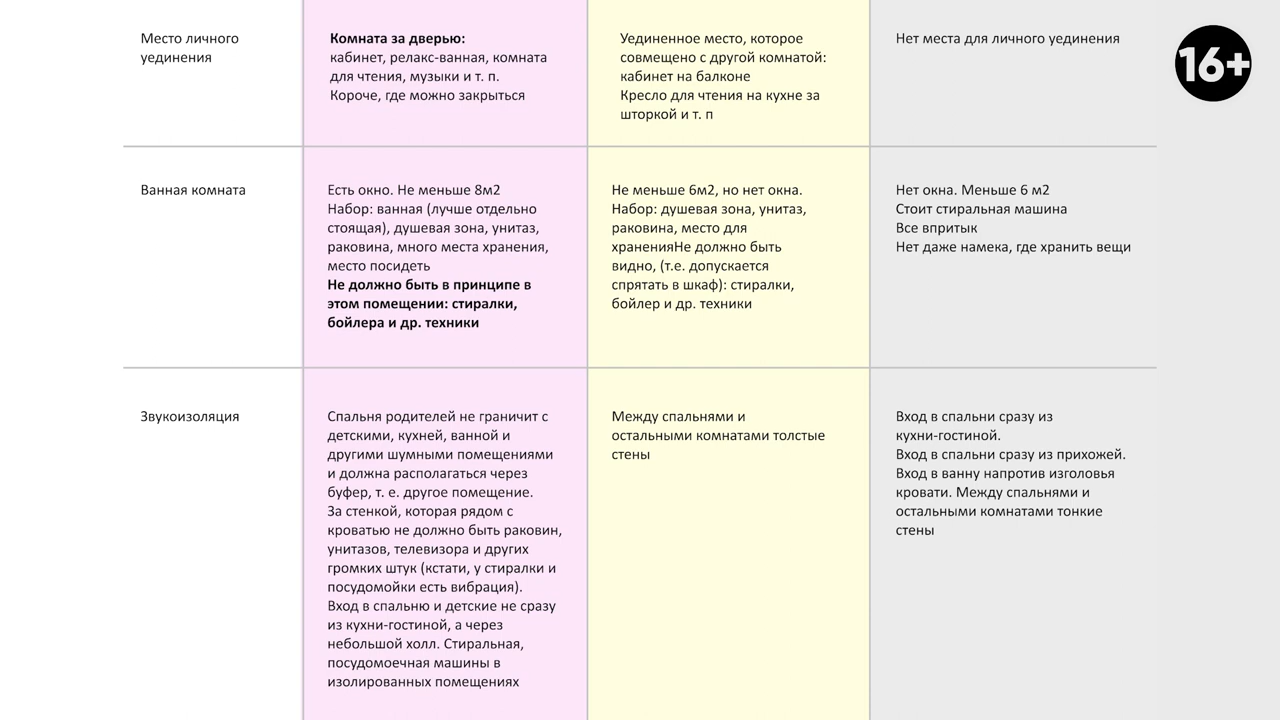 Место личного
уединения
Комната за дверью:
кабинет, релакс-ванная, комната
для чтения, музыки и т. п.
Короче, где можно закрыться
Уединенное место, которое
совмещено с другой комнатой:
кабинет на балконе
Кресло для чтения на кухне за
шторкой и т. п
Нет места для личного уединения
16+
Ванная комната
Есть окно. Не меньше 8м2
Набор: ванная (лучше отдельно
стоящая), душевая зона, унитаз,
раковина, много места хранения,
место посидеть
Не должно быть в принципе в
этом помещении: стиралки,
бойлера и др. техники
Не меньше 6м2, но нет окна.
Набор: душевая зона, унитаз,
раковина, место для
храненияНе должно быть
видно, (т.е. допускается
спрятать в шкаф): стиралки,
бойлер и др. техники
Нет окна. Меньше 6 м2
Стоит стиральная машина
Все впритык
Нет даже намека, где хранить вещи
Звукоизоляция
Спальня родителей не граничит с
детскими, кухней, ванной и
другими шумными помещениями
и должна располагаться через
буфер, т. е. другое помещение.
За стенкой, которая рядом с
кроватью не должно быть раковин,
унитазов, телевизора и других
громких штук (кстати, у стиралки и
посудомойки есть вибрация).
Вход в спальню и детские не сразу
из кухни-гостиной, а через
небольшой холл. Стиральная,
посудомоечная машины в
изолированных помещениях
Между спальнями и
остальными комнатами толстые
стены
Вход в спальни сразу из
кухни-гостиной.
Вход в спальни сразу из прихожей.
Вход в ванну напротив изголовья
кровати. Между спальнями и
остальными комнатами тонкие
стены